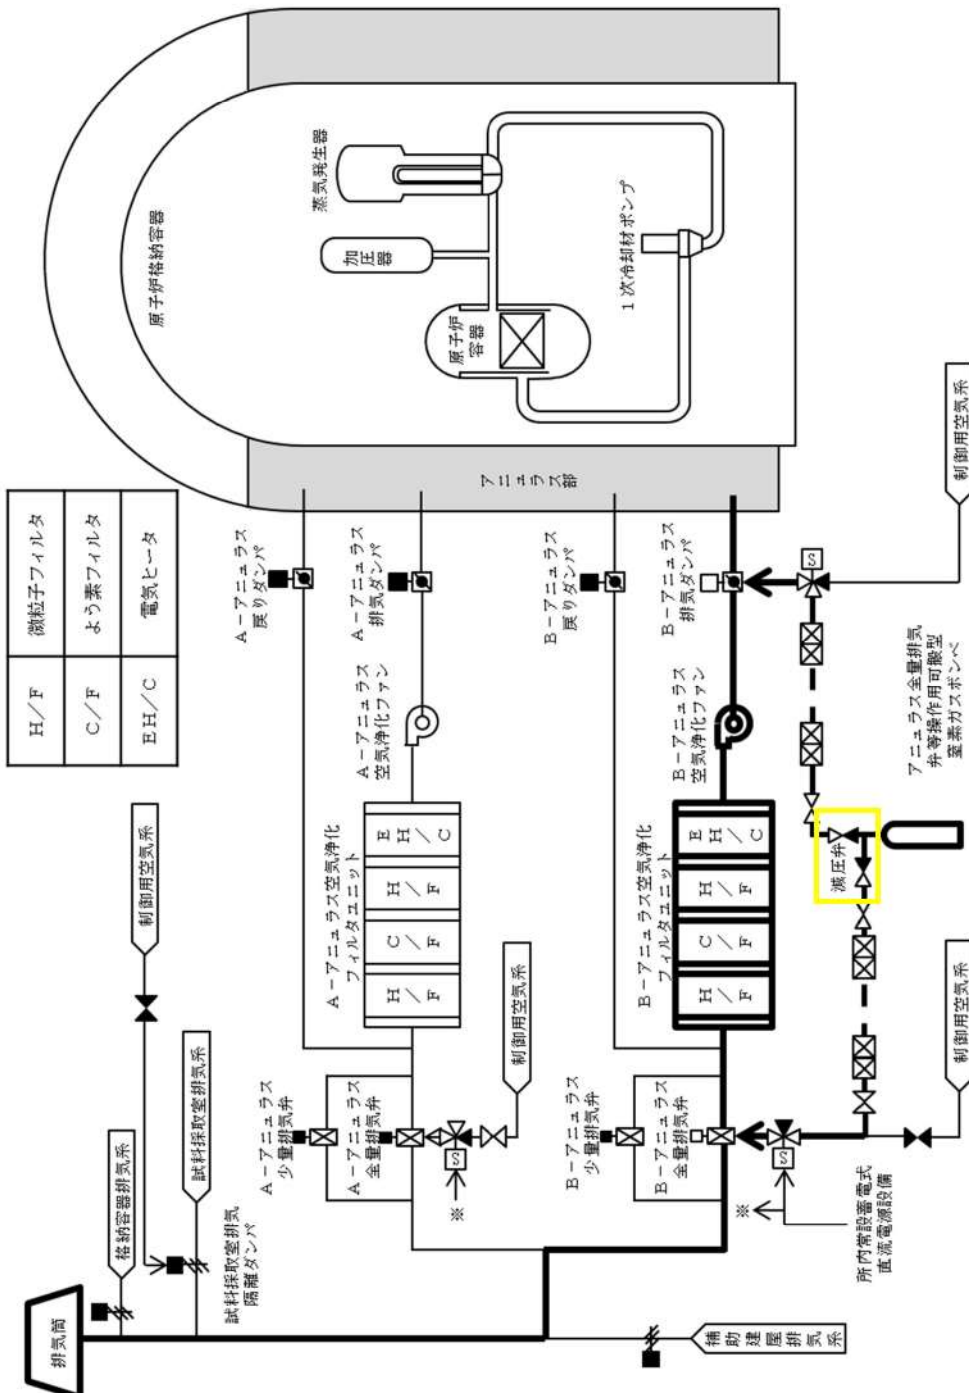 排気筒
格納容器排気系
制御用空気系
試料採取室排気系
試料採取室排気
隔離ダンパ
H/F
微粒子フィルタ
C/F
よう素フィルタ
EH/C
電気ヒータ
原子炉格納容器
A-アニュラス
戻りダンパ
蒸気発生器
加圧器
A-アニュラス
少量排気弁
A-アニュラス空気浄化
フィルタユニット
A-アニュラス
空気浄化ファン
A-アニュラス
排気ダンパ
A-アニュラス
全量排気弁
H/F
C/F
H/F
EH/C
原子炉
容器
アニュラス部
S
※
制御用空気系
B-アニュラス
戻りダンパ
1次冷却材ポンプ
B-アニュラス
少量排気弁
B-アニュラス空気浄化
フィルタユニット
B-アニュラス
空気浄化ファン
B-アニュラス
排気ダンパ
B-アニュラス
全量排気弁
H/F
C/F
H/F
EH/C
補助建屋排気系
※
S
S
減圧弁
所内常設蓄電式
直流電源設備
アニュラス全量排気
弁等操作用可搬型
窒素ガスボンベ
制御用空気系
制御用空気系